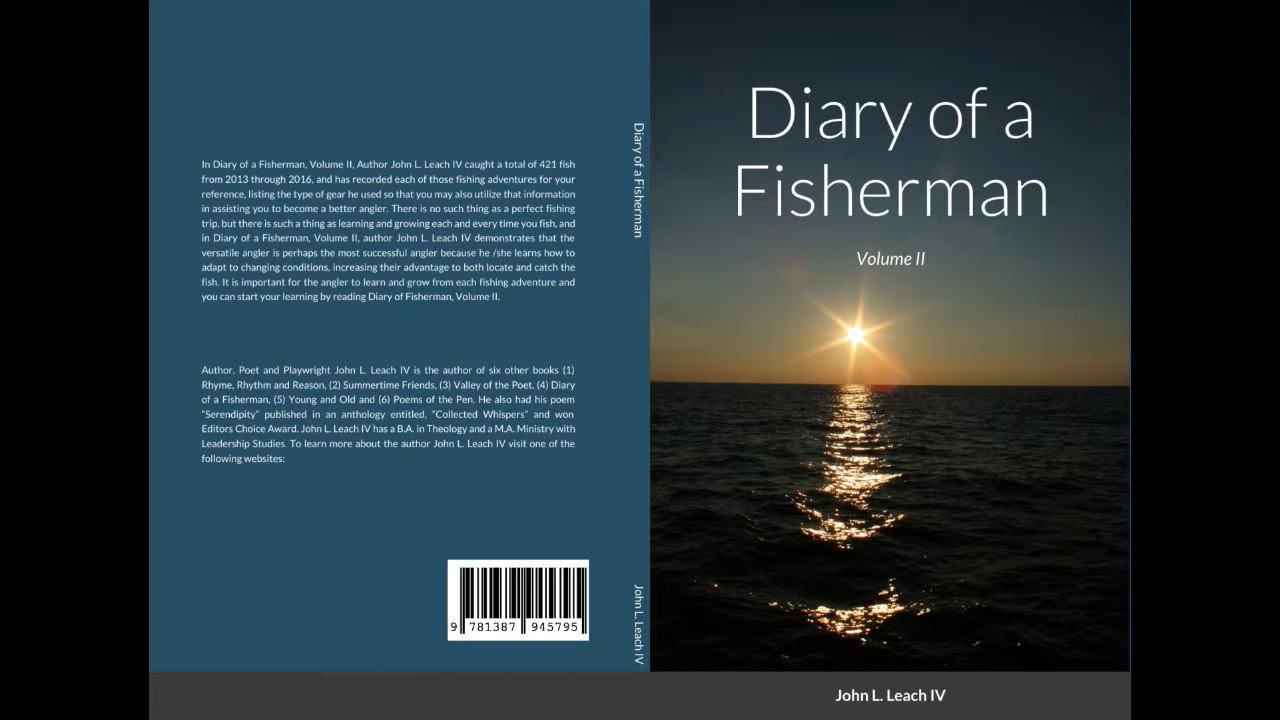 In Diary of a Fisherman, Volume II, Author John L. Leach IV caught a total of 421 fish
from 2013 through 2016, and has recorded each of those fishing adventures for your
reference, listing the type of gear he used so that you may also utilize that information
in assisting you to become a better angler. There is no such thing as a perfect fishing
trip, but there is such a thing as learning and growing each and every time you fish, and
in Diary of a Fisherman, Volume II, author John L. Leach IV demonstrates that the
versatile angler is perhaps the most successful angler because he /she learns how to
adapt to changing conditions, increasing their advantage to both locate and catch the
fish. It is important for the angler to learn and grow from each fishing adventure and
you can start your learning by reading Diary of Fisherman, Volume II.
Author, Poet and Playwright John L. Leach IV is the author of six other books (1)
Rhyme, Rhythm and Reason, (2) Summertime Friends, (3) Valley of the Poet, (4) Diary
of a Fisherman, (5) Young and Old and (6) Poems of the Pen. He also had his poem
"Serendipity" published in an anthology entitled, "Collected Whispers" and won
Editors Choice Award. John L. Leach IV has a B.A. in Theology and a M.A. Ministry with
Leadership Studies. To learn more about the author John L. Leach IV visit one of the
following websites:
9 781387 945795
Diary of a Fisherman
John L. Leach IV
Diary of a
Fisherman
Volume II
John L. Leach IV